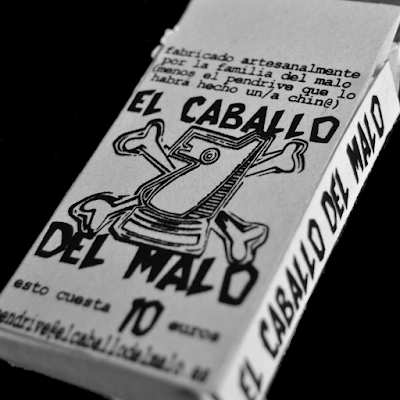 fabricado artesanalmente
por la familia del malo
(menos el pendrive que lo
habrá hecho un/a chin@)
EL CABALLO
DEL MALO
esto cuesta 10 euros
pendrive@elcaballodelmalo.es
EL CABALLO DEL MALO